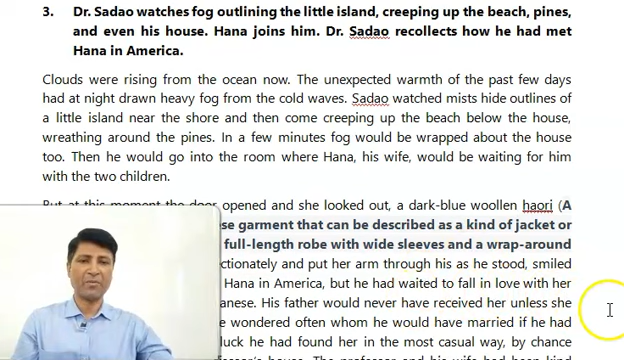 3. Dr. Sadao watches fog outlining the little island, creeping up the beach, pines,
and even his house. Hana joins him. Dr. Sadao recollects how he had met
Hana in America.
Clouds were rising from the ocean now. The unexpected warmth of the past few days
had at night drawn heavy fog from the cold waves. Sadao watched mists hide outlines of
a little island near the shore and then come creeping up the beach below the house,
wreathing around the pines. In a few minutes fog would be wrapped about the house
too. Then he would go into the room where Hana, his wife, would be waiting for him
with the two children.
But at this moment the door opened and she looked out, a dark-blue woollen haori (A
se garment that can be described as a kind of jacket or
full-length robe with wide sleeves and a wrap-around
ctionately and put her arm through his as he stood, smiled
Hana in America, but he had waited to fall in love with her
anese. His father would never have received her unless she
e wondered often whom he would have married if he had
luck he had found her in the most casual way, by chance